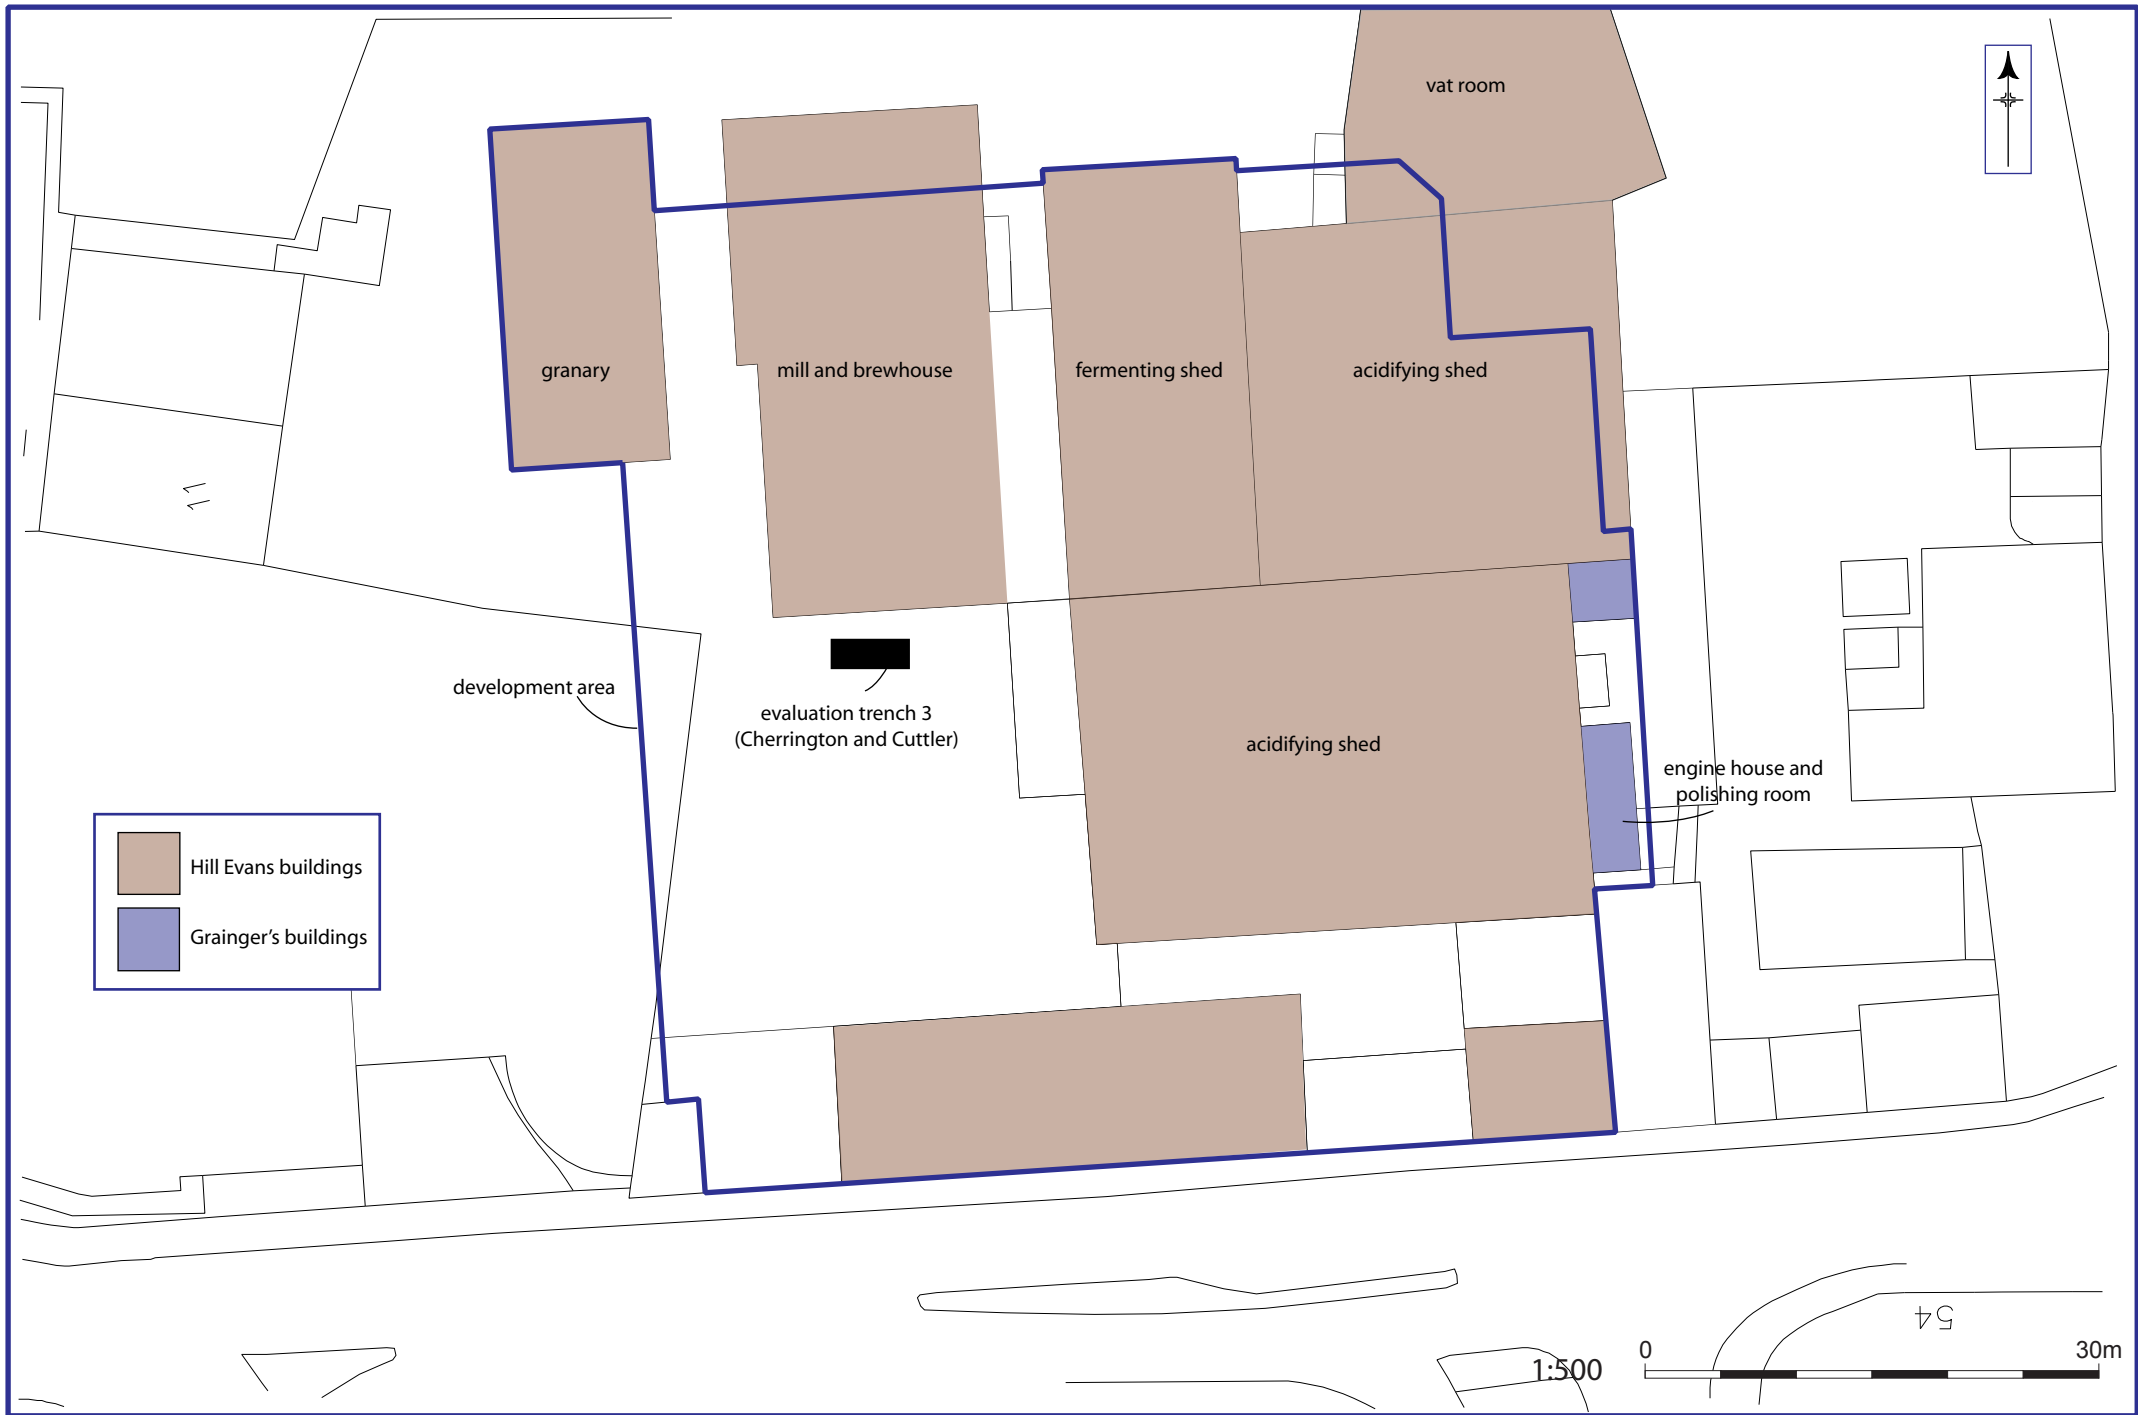 vat room
granary
mill and brewhouse
fermenting shed
acidifying shed
11
development area
evaluation trench 3
(Cherrington and Cuttler)
acidifying shed
engine house and
polishing room
Hill Evans buildings
Grainger's buildings
54
1:500
0
30m